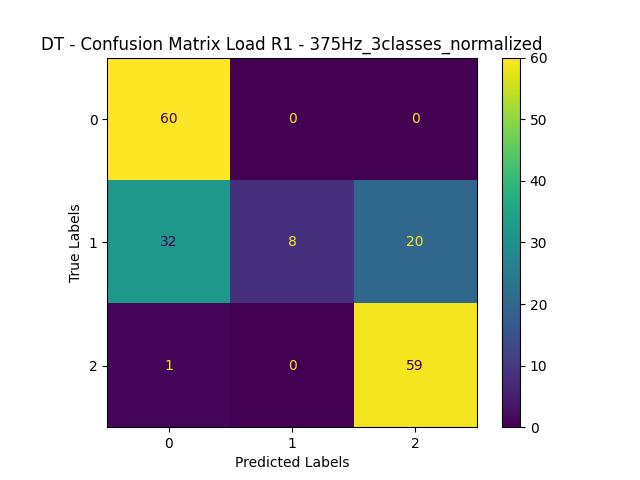 DT - Confusion Matrix Load R1 - 375Hz_3classes_normalized
60
0 60 0 0
50
40
True Labels
1 32 8 20
30
20
2 1 0 59
10
0
0 1 2
Predicted Labels